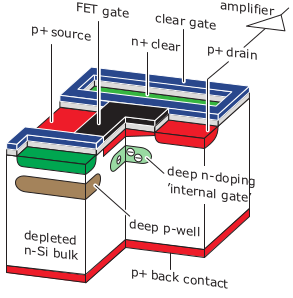 amplifier
FET gate
clear gate
p+ source
n+ clear
p+ drain
deep n-doping
'internal gate'
deep p-well
depleted
n-Si bulk
p+ back contact